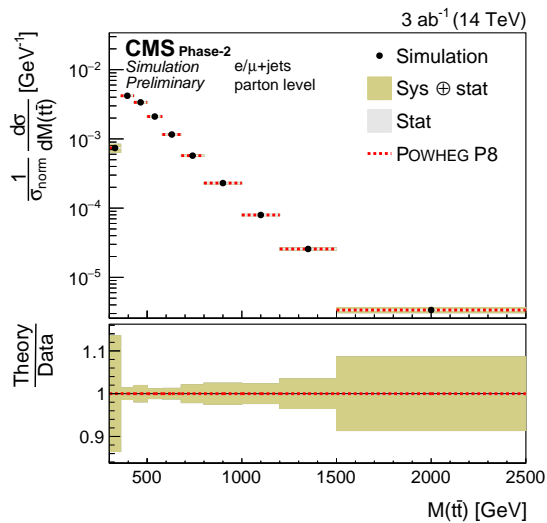 3 ab⁻¹ (14 TeV)
CMS Phase-2
Simulation
Preliminary
e/μ+jets
parton level
Simulation
Sys ⊕ stat
Stat
POWHEG P8
1/σnorm dσ/dM(tt̄) [GeV⁻¹]
10⁻²
10⁻³
10⁻⁴
10⁻⁵
Theory
Data
1.1
1
0.9
500 1000 1500 2000 2500
M(tt̄) [GeV]